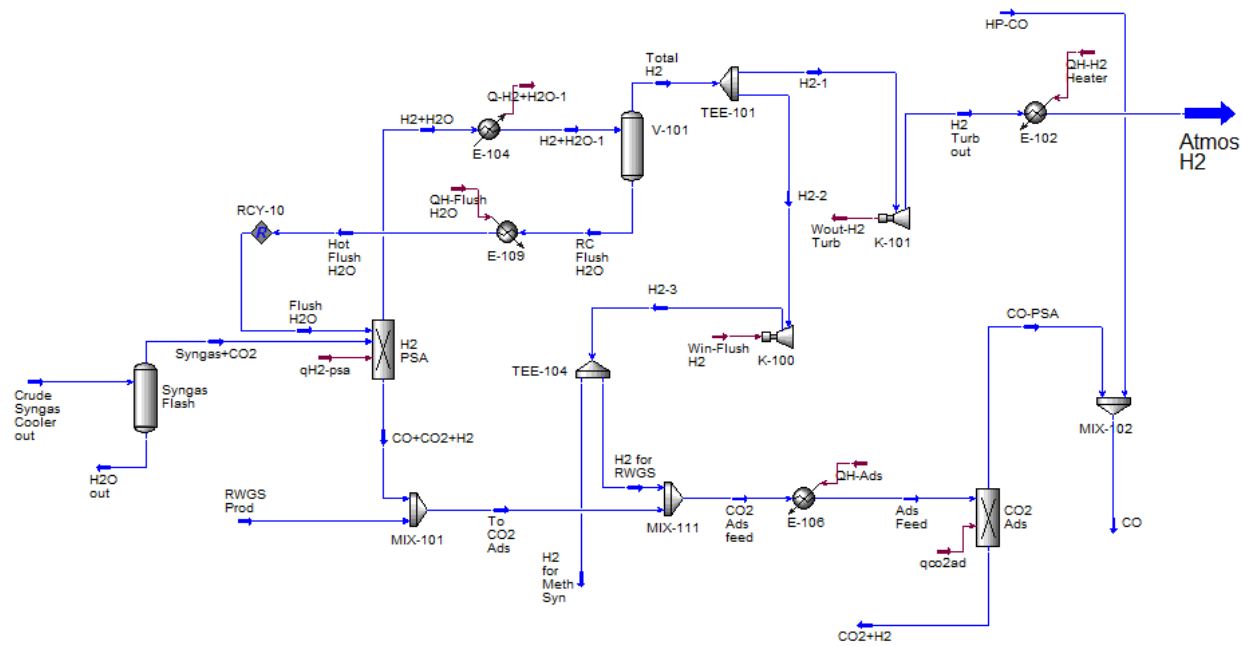 HP-CO
QH-H2
Heater
Total
H2
H2-1
Q-H2+H2O-1
TEE-101
H2+H2O
V-101
E-104
H2+H2O-1
H2
Turb
out
E-102
Atmos
H2
QH-Flush
H2O
H2-2
RCY-10
Wout-H2
Turb
K-101
Hot
Flush
H2O
E-109
RC
Flush
H2O
H2-3
Flush
H2O
CO-PSA
Syngas+CO2
H2
PSA
Win-Flush
H2
K-100
qH2-psa
TEE-104
Crude
Syngas
Cooler
out
Syngas
Flash
MIX-102
CO+CO2+H2
H2O
out
H2 for
RWGS
QH-Ads
RWGS
Prod
MIX-101
To
CO2
Ads
MIX-111
CO2
Ads
feed
E-106
Ads
Feed
CO2
Ads
CO
H2
for
Meth
Syn
qco2ad
CO2+H2
R